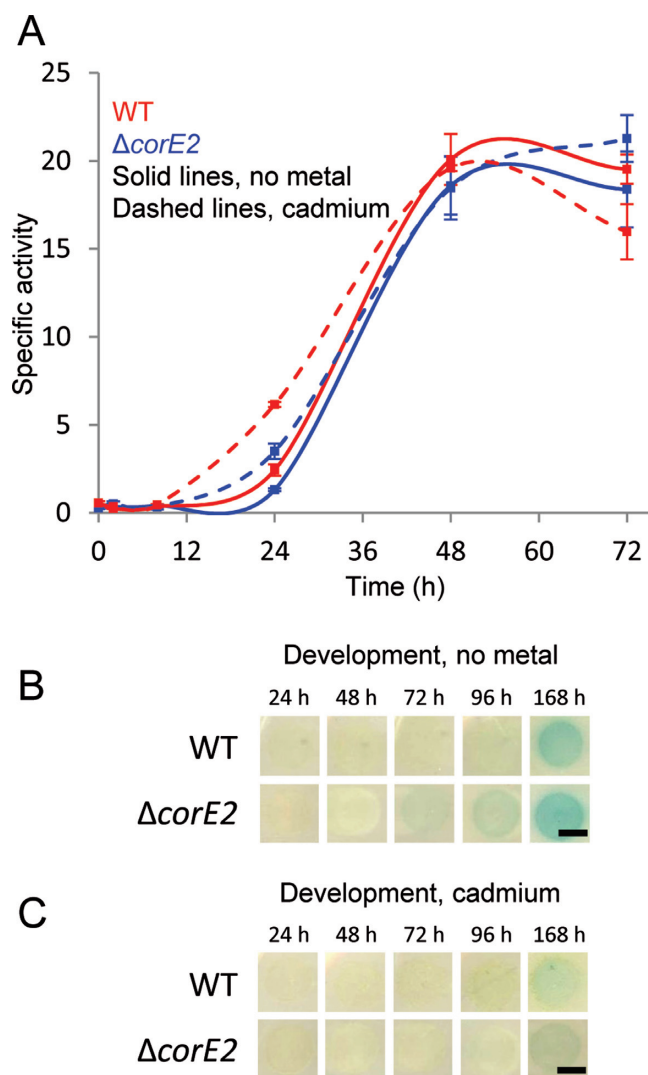 A
25
20
15
10
5
0
Specific activity
WT
ΔcorE2
Solid lines, no metal
Dashed lines, cadmium
0 12 24 36 48 60 72
Time (h)
B
Development, no metal
24 h 48 h 72 h 96 h 168 h
WT
ΔcorE2
C
Development, cadmium
24 h 48 h 72 h 96 h 168 h
WT
ΔcorE2